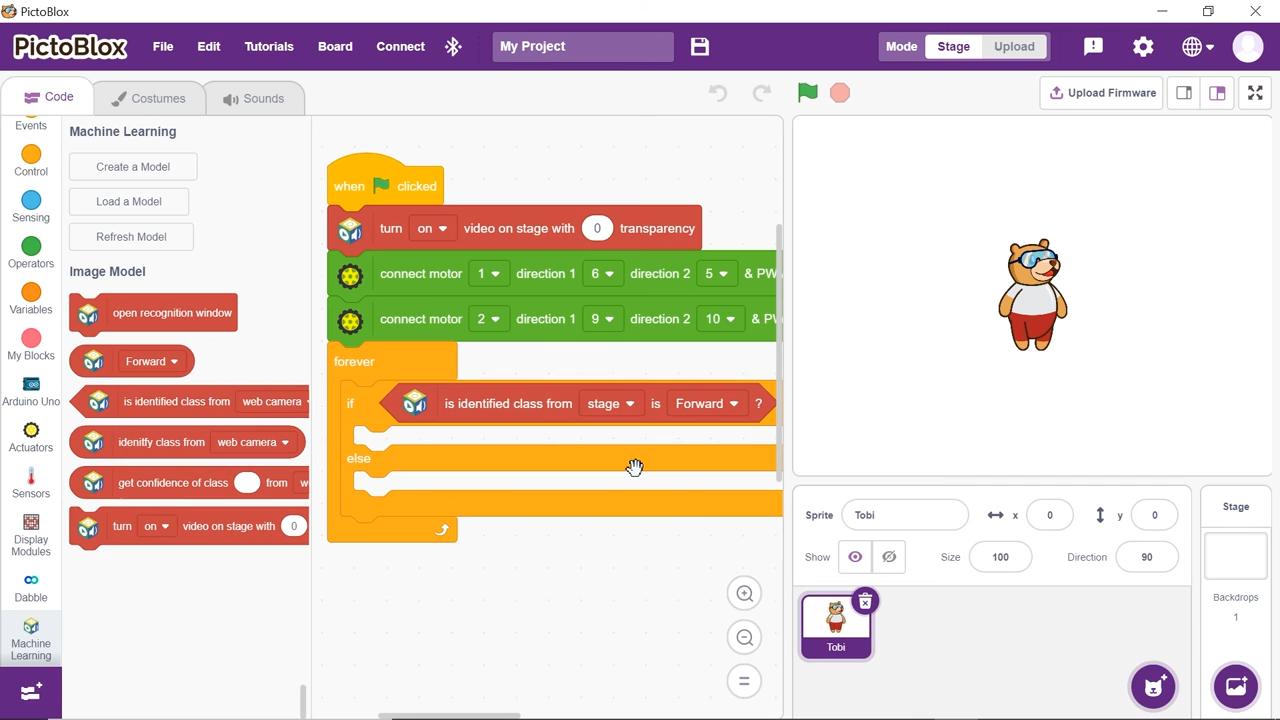 PictoBlox
PictoBlox File Edit Tutorials Board Connect My Project Mode Stage Upload
Code Costumes Sounds Upload Firmware
Events
Control
Sensing
Operators
Variables
My Blocks
Arduino Uno
Actuators
Sensors
Display
Modules
Dabble
Machine
Learning
Machine Learning
Create a Model
Load a Model
Refresh Model
Image Model
open recognition window
Forward
is identified class from web camera
idenitfy class from web camera
get confidence of class from w
turn on video on stage with 0
when clicked
turn on video on stage with 0 transparency
connect motor 1 direction 1 6 direction 2 5 & PW
connect motor 2 direction 1 9 direction 2 10 & PW
forever
if is identified class from stage is Forward ?
else
Sprite Tobi x 0 y 0
Show Size 100 Direction 90
Tobi
Stage
Backdrops
1